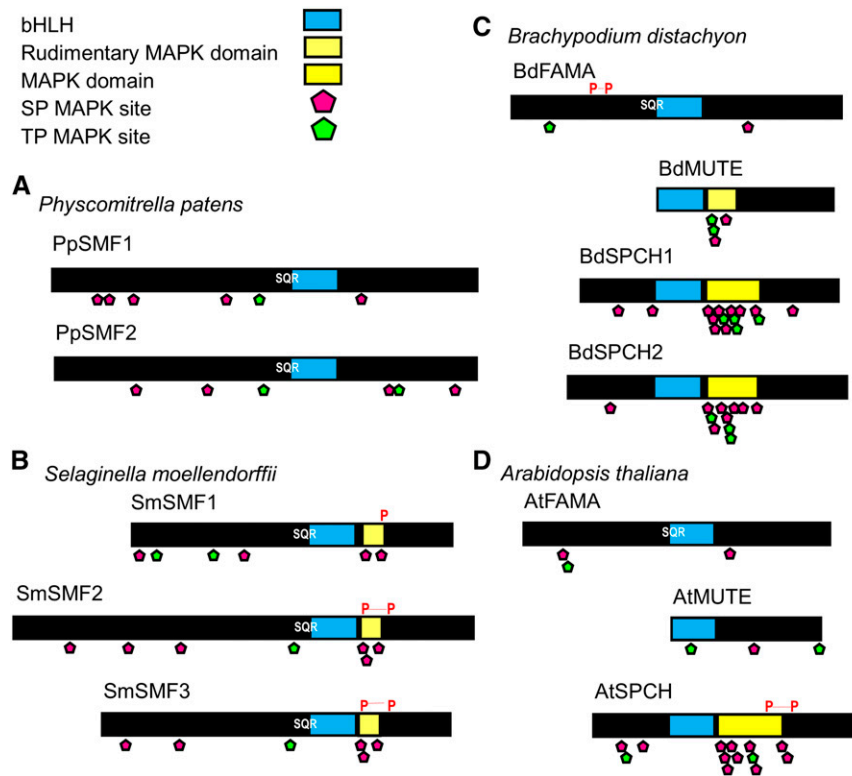 bHLH
Rudimentary MAPK domain
MAPK domain
SP MAPK site
TP MAPK site
A
Physcomitrella patens
PpSMF1
SQR
PpSMF2
SQR
B
Selaginella moellendorffii
SmSMF1
P
SQR
SmSMF2
P P
SQR
SmSMF3
P P
SQR
C
Brachypodium distachyon
BdFAMA
P P
SQR
BdMUTE
BdSPCH1
BdSPCH2
D
Arabidopsis thaliana
AtFAMA
SQR
AtMUTE
AtSPCH
P P